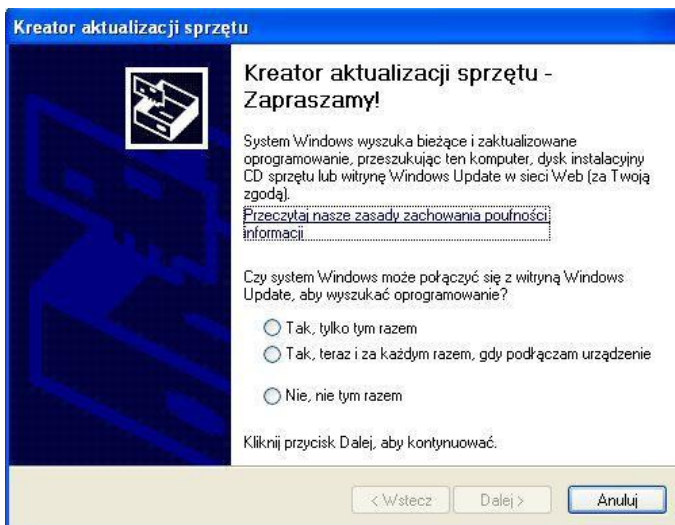 Kreator aktualizacji sprzętu
Kreator aktualizacji sprzętu -
Zapraszamy!
System Windows wyszuka bieżące i zaktualizowane
oprogramowanie, przeszukując ten komputer, dysk instalacyjny
CD sprzętu lub witrynę Windows Update w sieci Web (za Twoją
zgodą).
Przeczytaj nasze zasady zachowania poufności
informacji
Czy system Windows może połączyć się z witryną Windows
Update, aby wyszukać oprogramowanie?
Tak, tylko tym razem
Tak, teraz i za każdym razem, gdy podłączam urządzenie
Nie, nie tym razem
Kliknij przycisk Dalej, aby kontynuować.
< Wstecz Dalej > Anuluj